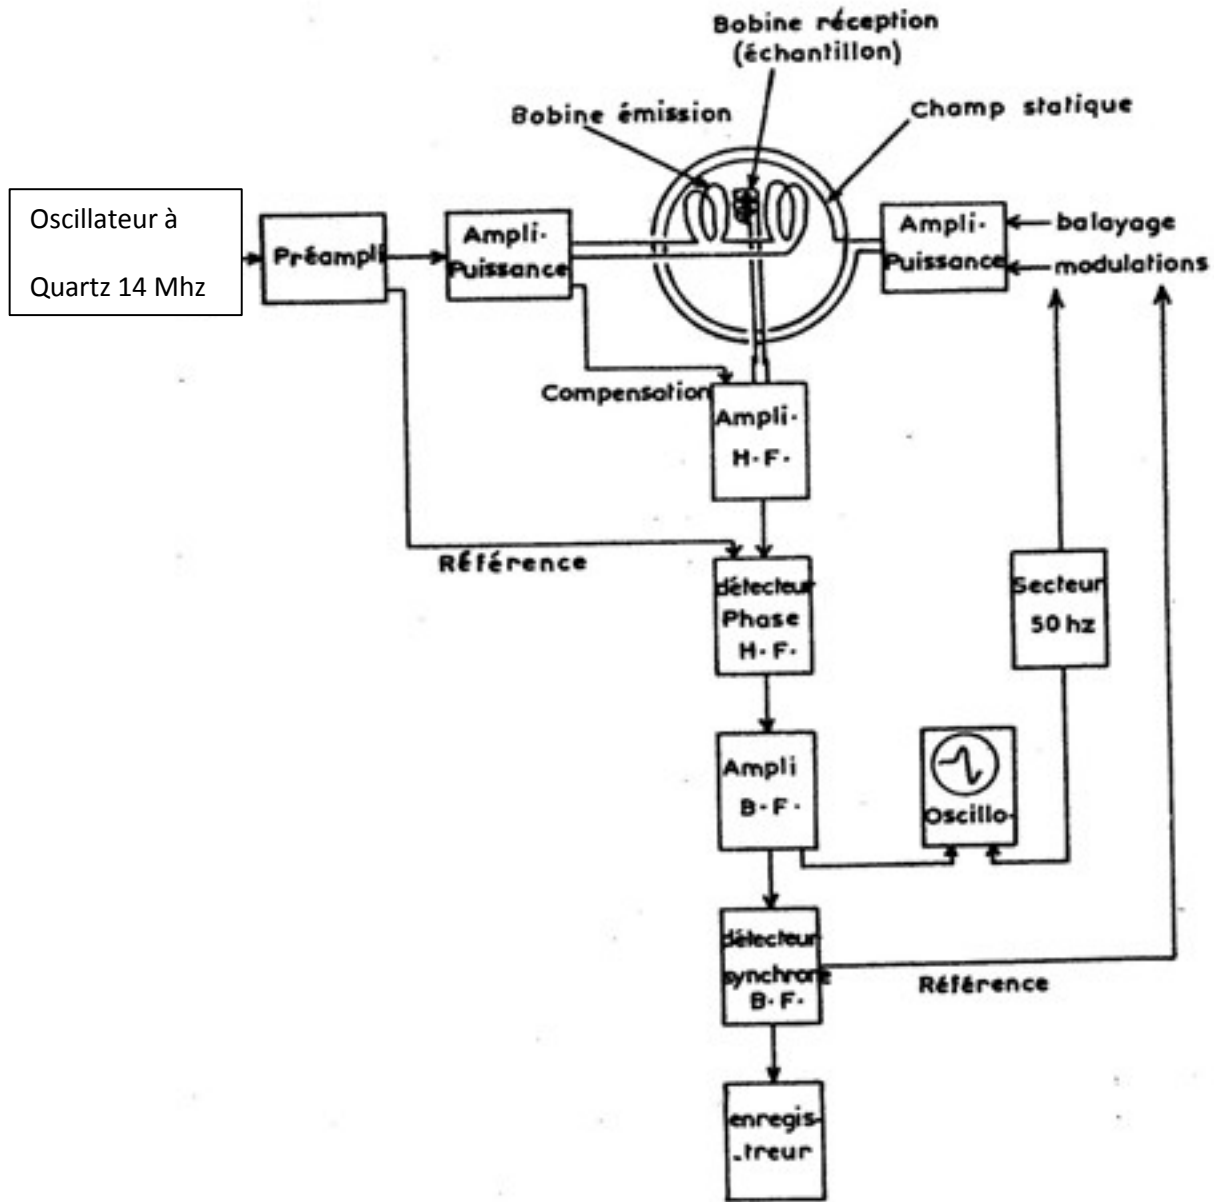 Bobine réception
(échantillon)
Bobine émission
Champ statique
Oscillateur à
Quartz 14 Mhz
Préampli
Ampli-
Puissance
Ampli-
Puissance
balayage
modulations
Compensation
Ampli-
H.F.
Référence
détecteur
Phase
H.F.
Secteur
50 hz
Ampli
B.F.
Oscillo.
détecteur
synchrone
B.F.
Référence
enregis-
-treur